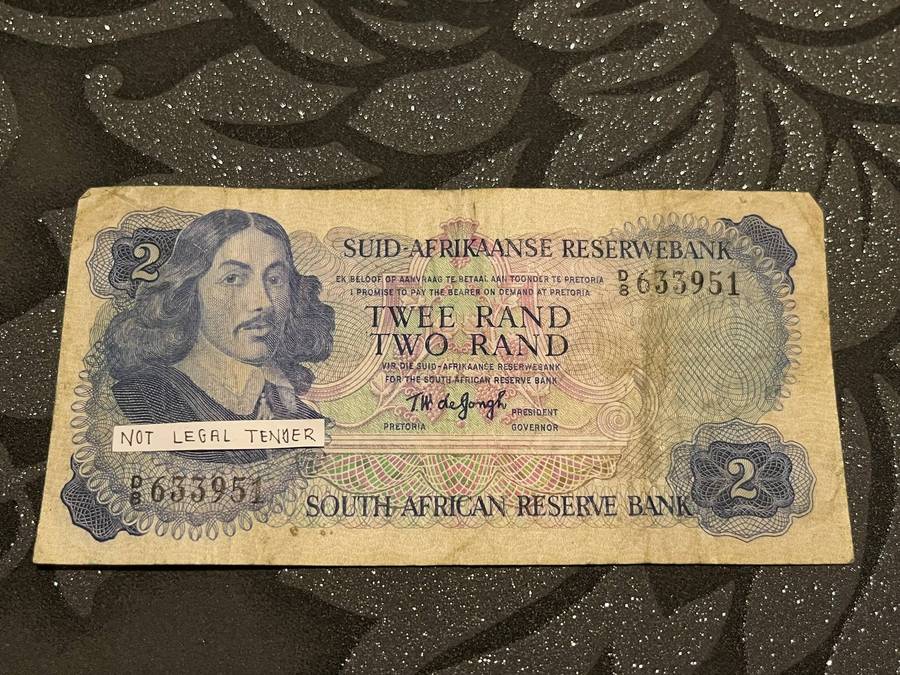 2
SUID-AFRIKAANSE RESERWEBANK
EK BELOOF OP AANVRAAG TE BETAAL AAN TOONDER TE PRETORIA
I PROMISE TO PAY THE BEARER ON DEMAND AT PRETORIA
D/8 633951
TWEE RAND
TWO RAND
VIR DIE SUID-AFRIKAANSE RESERWEBANK
FOR THE SOUTH AFRICAN RESERVE BANK
T.W. de Jongh
PRESIDENT
PRETORIA GOVERNOR
NOT LEGAL TENDER
D/8 633951
SOUTH AFRICAN RESERVE BANK
2